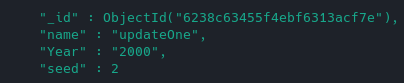 "_id" : ObjectId("6238c63455f4ebf6313acf7e"),
"name" : "updateOne",
"Year" : "2000",
"seed" : 2